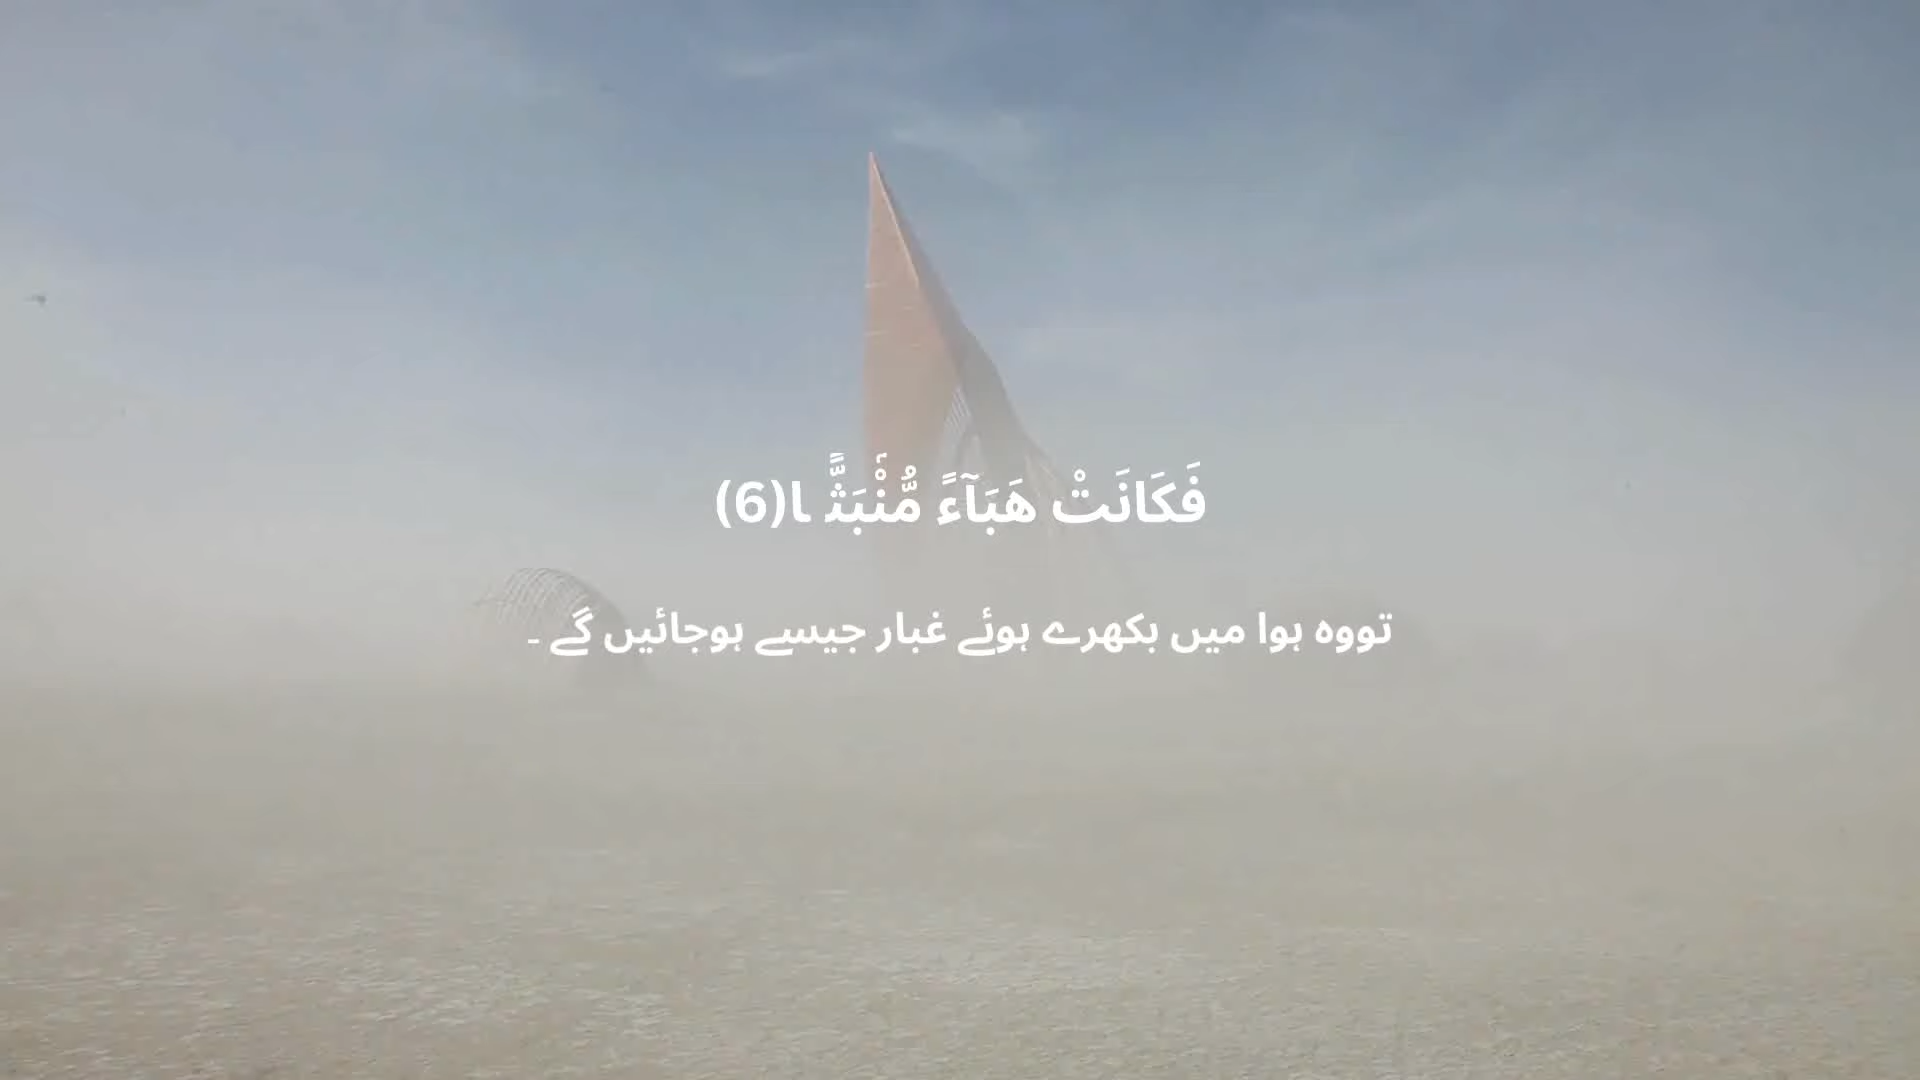 فَكَانَتْ هَبَآءً مُّنْۢبَثًّا(6)
تووہ ہوا میں بکھرے ہوئے غبار جیسے ہوجائیں گے ۔